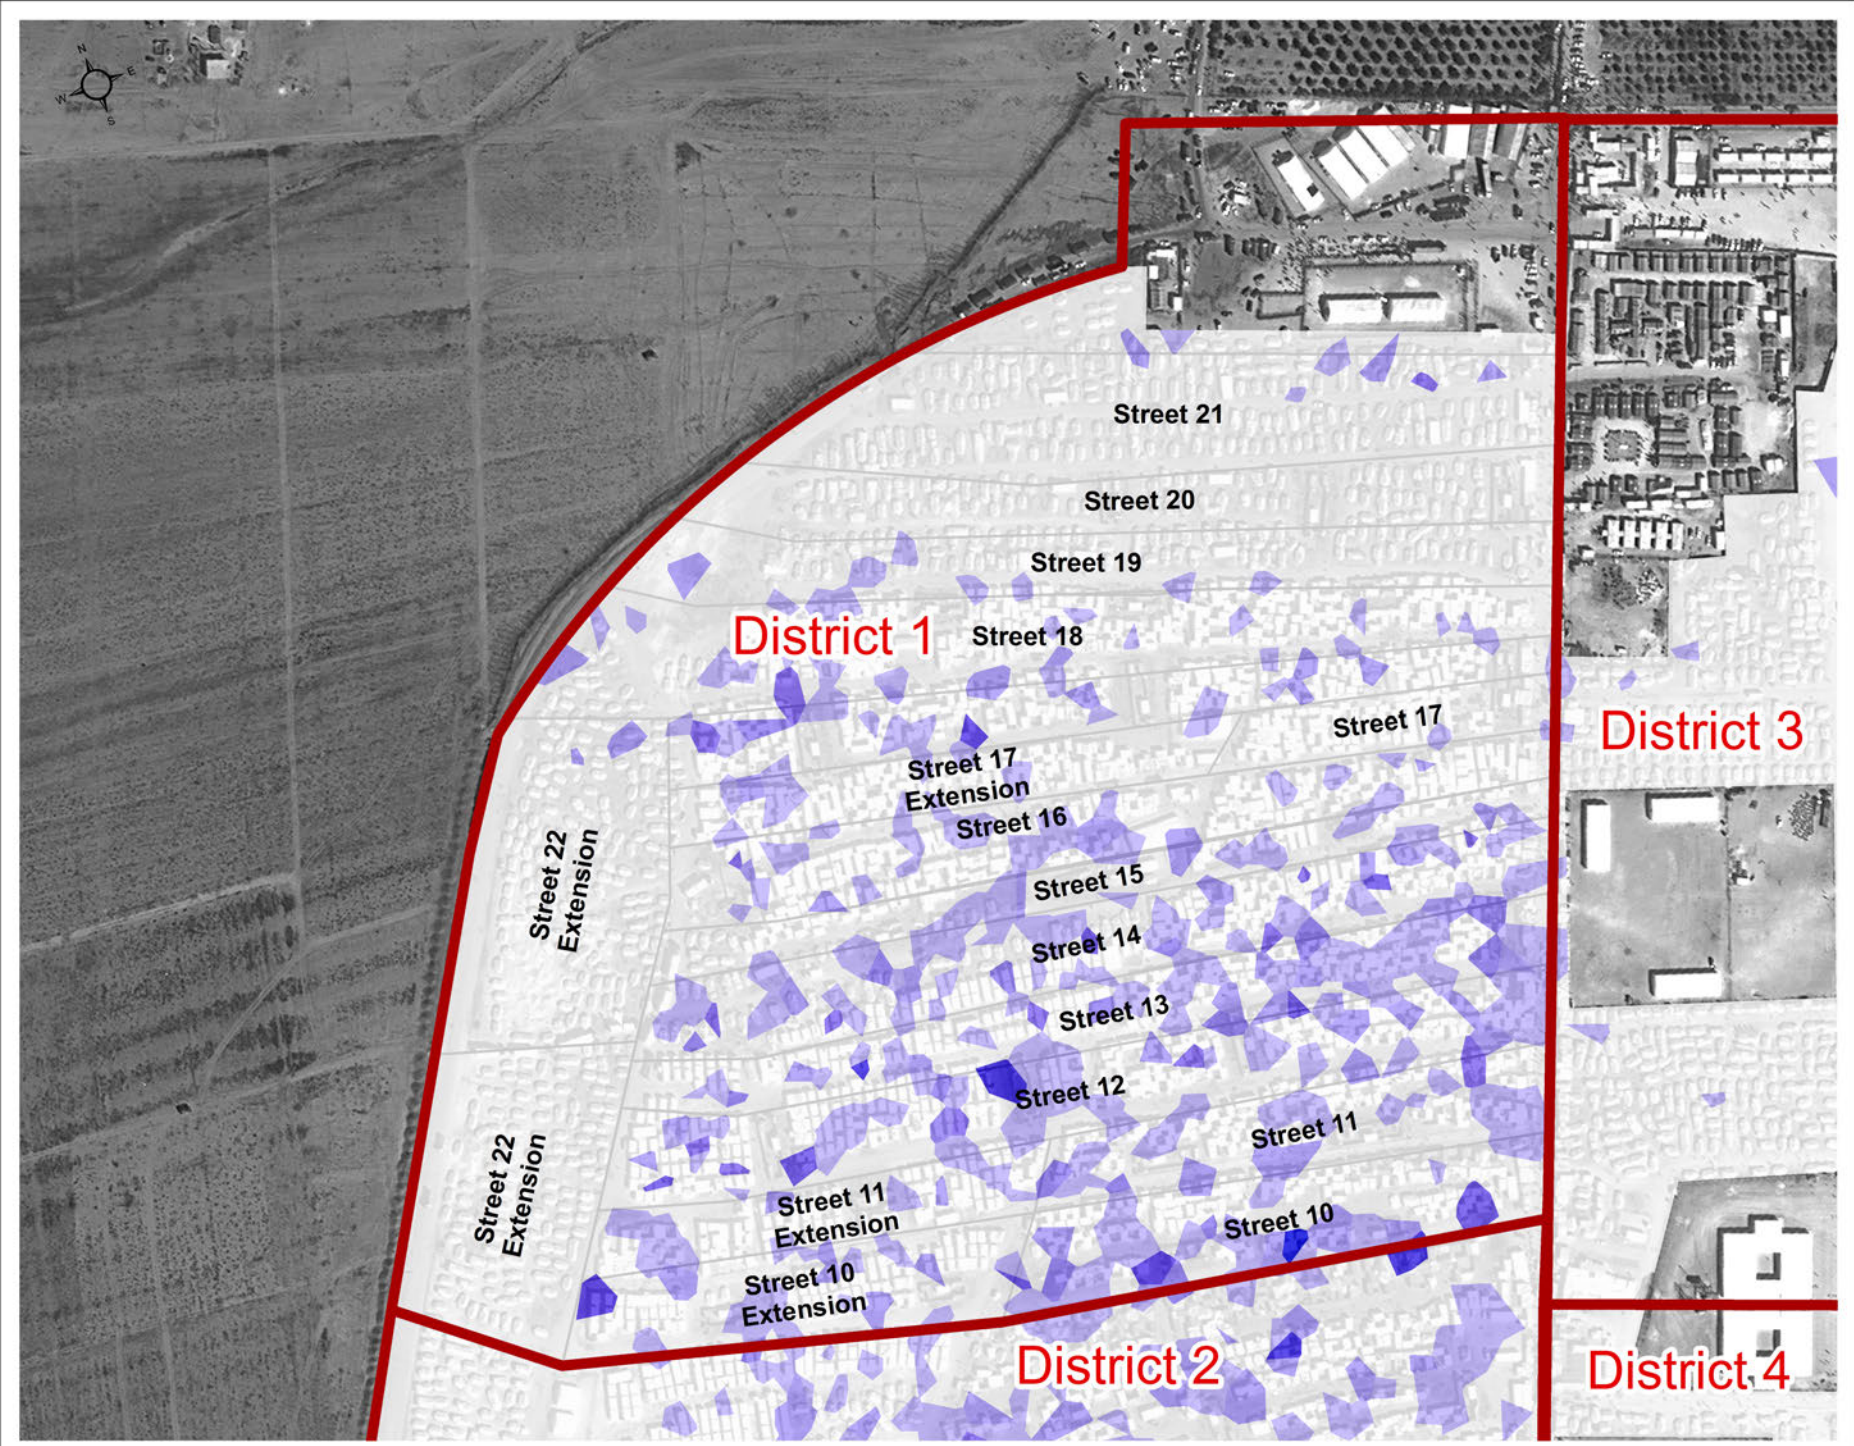 N
E
W
S
Street 21
Street 20
Street 19
District 1
Street 18
Street 17
District 3
Street 17
Extension
Street 16
Street 22
Extension
Street 15
Street 14
Street 13
Street 12
Street 11
Street 22
Extension
Street 11
Extension
Street 10
Street 10
Extension
District 2
District 4